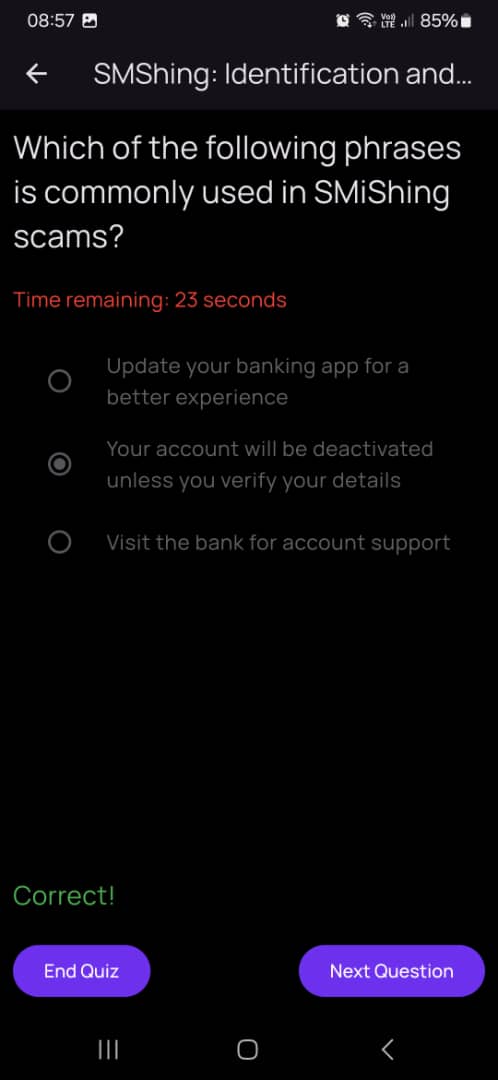 08:57
Vo)) LTE 85%
SMShing: Identification and...
Which of the following phrases
is commonly used in SMiShing
scams?
Time remaining: 23 seconds
Update your banking app for a
better experience
Your account will be deactivated
unless you verify your details
Visit the bank for account support
Correct!
End Quiz
Next Question